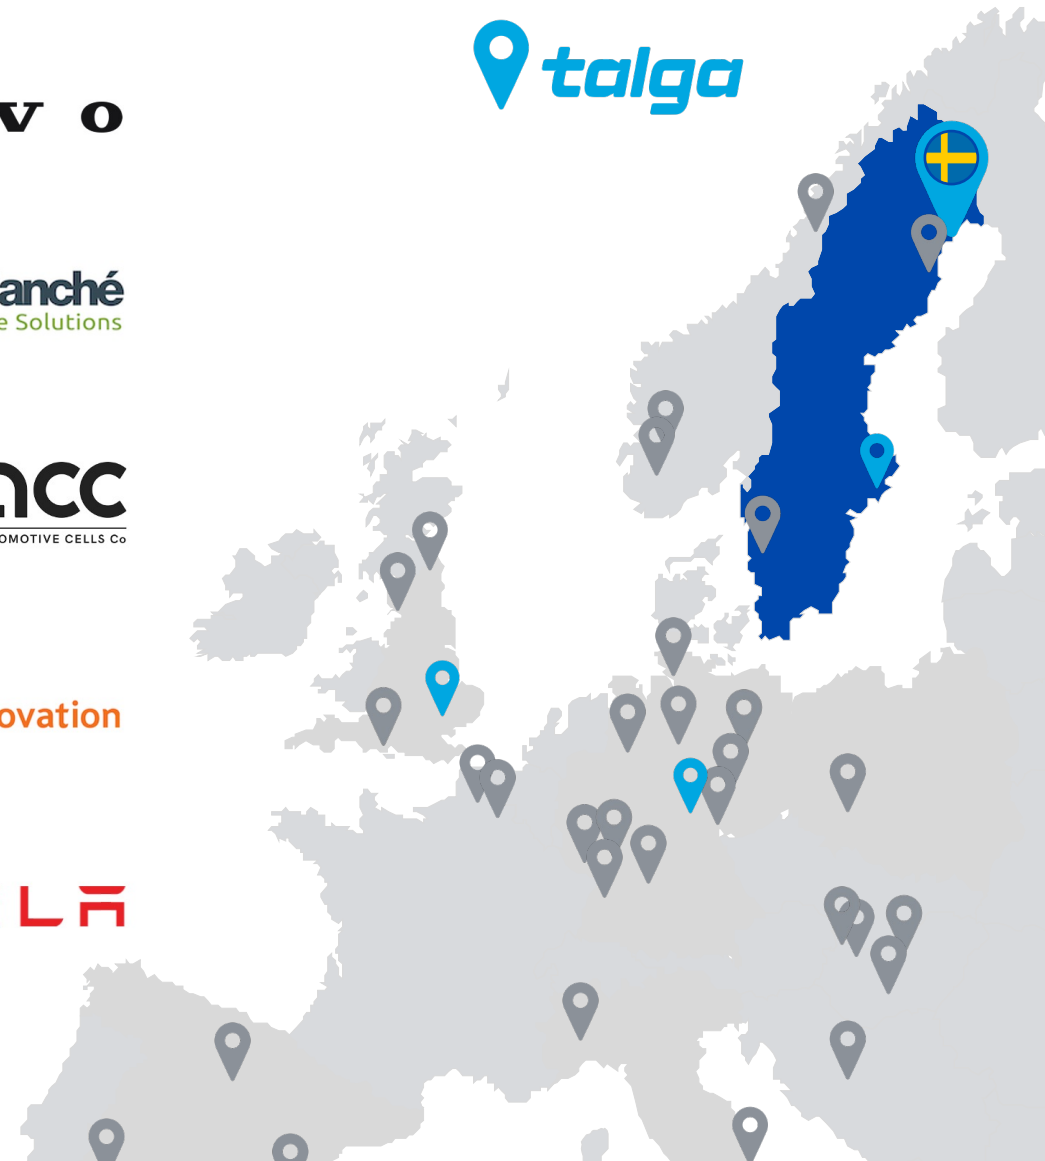 talga
v o
anché
e Solutions
acc
OMOTIVE CELLS Co
ovation
L A